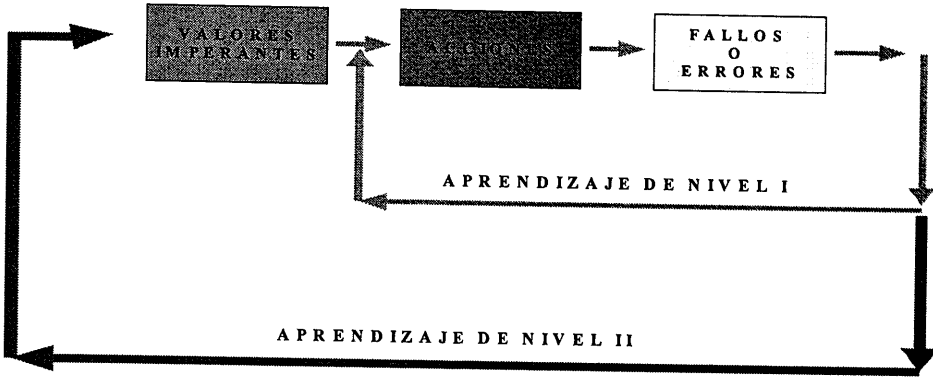 VALORES
IMPERANTES
ACCIONES
FALLOS
O
ERRORES
APRENDIZAJE DE NIVEL I
APRENDIZAJE DE NIVEL II